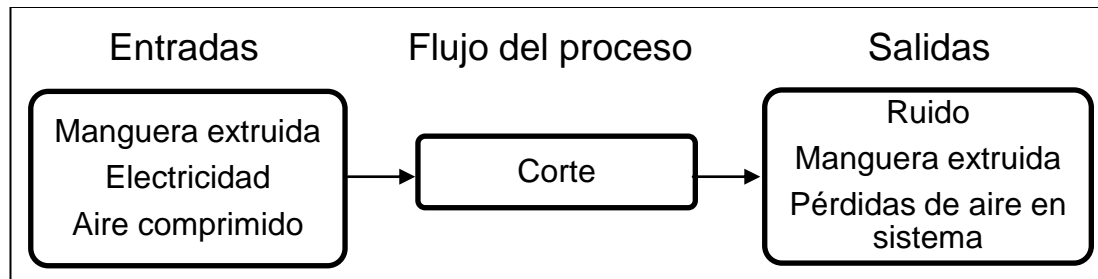 Entradas
Flujo del proceso
Salidas
Manguera extruida
Electricidad
Aire comprimido
Corte
Ruido
Manguera extruida
Pérdidas de aire en
sistema